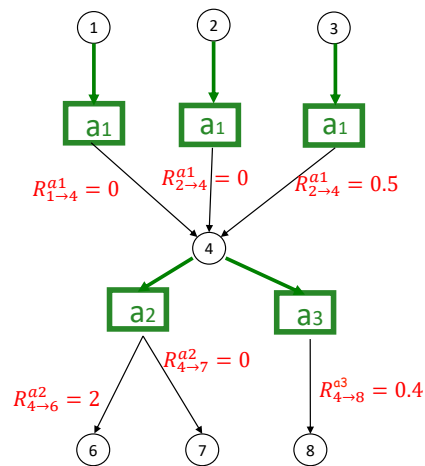 1 2 3
a1 a1 a1
R^{a1}_{1→4} = 0 R^{a1}_{2→4} = 0 R^{a1}_{2→4} = 0.5
4
a2 a3
R^{a2}_{4→6} = 2 R^{a2}_{4→7} = 0 R^{a3}_{4→8} = 0.4
6 7 8